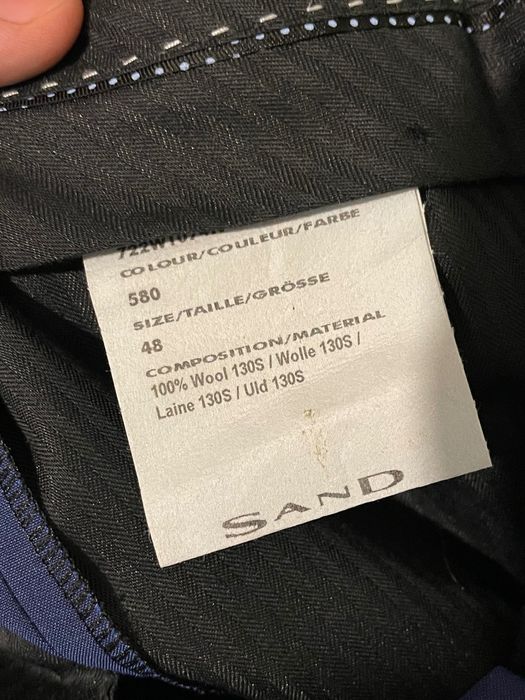 COLOUR/COULEUR/FARBE
580
SIZE/TAILLE/GRÖSSE
48
COMPOSITION/MATERIAL
100% Wool 130S / Wolle 130S /
Laine 130S / Uld 130S
SAND